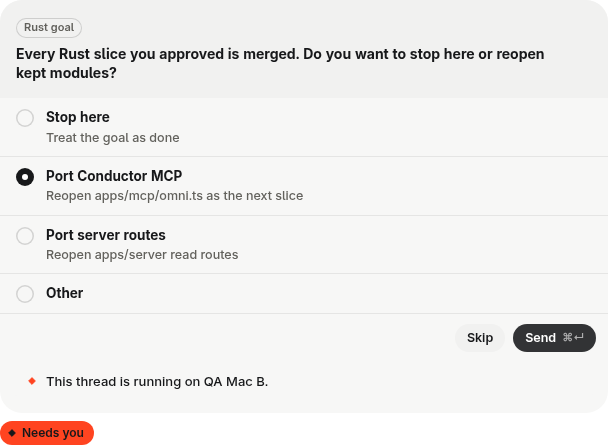 Rust goal
Every Rust slice you approved is merged. Do you want to stop here or reopen
kept modules?
Stop here
Treat the goal as done
Port Conductor MCP
Reopen apps/mcp/omni.ts as the next slice
Port server routes
Reopen apps/server read routes
Other
Skip
Send ⌘↵
This thread is running on QA Mac B.
Needs you